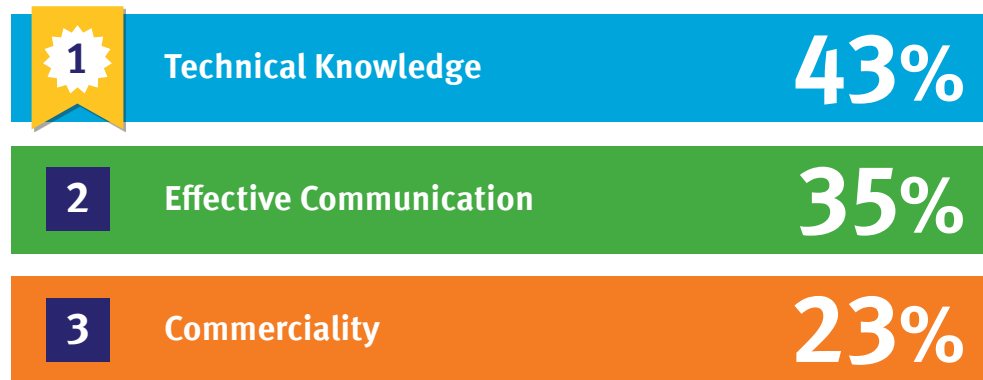 1 Technical Knowledge 43%
2 Effective Communication 35%
3 Commerciality 23%